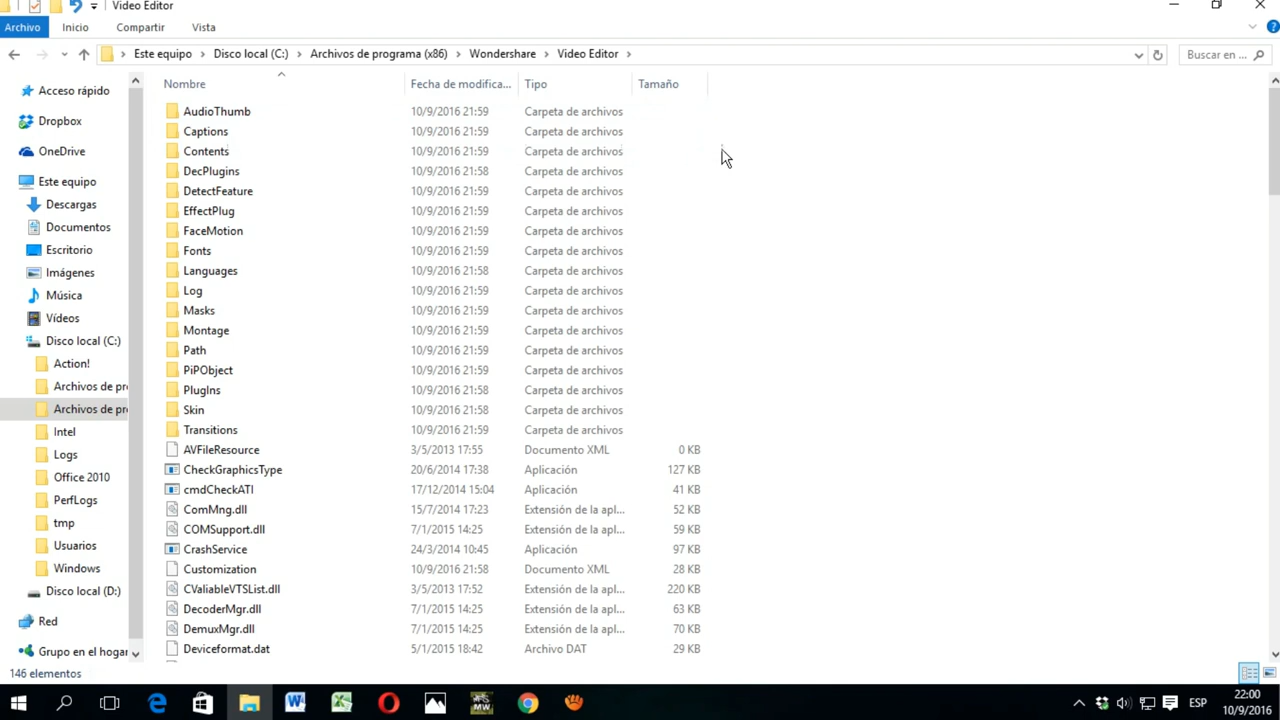 Video Editor
Archivo Inicio Compartir Vista
Este equipo Disco local (C:) Archivos de programa (x86) Wondershare Video Editor Buscar en ...
Nombre Fecha de modifica... Tipo Tamaño
Acceso rápido
Dropbox
OneDrive
Este equipo
Descargas
Documentos
Escritorio
Imágenes
Música
Vídeos
Disco local (C:)
Action!
Archivos de pr
Archivos de pr
Intel
Logs
Office 2010
PerfLogs
tmp
Usuarios
Windows
Disco local (D:)
Red
Grupo en el hogar
AudioThumb 10/9/2016 21:59 Carpeta de archivos
Captions 10/9/2016 21:59 Carpeta de archivos
Contents 10/9/2016 21:59 Carpeta de archivos
DecPlugins 10/9/2016 21:58 Carpeta de archivos
DetectFeature 10/9/2016 21:59 Carpeta de archivos
EffectPlug 10/9/2016 21:59 Carpeta de archivos
FaceMotion 10/9/2016 21:59 Carpeta de archivos
Fonts 10/9/2016 21:59 Carpeta de archivos
Languages 10/9/2016 21:58 Carpeta de archivos
Log 10/9/2016 21:59 Carpeta de archivos
Masks 10/9/2016 21:59 Carpeta de archivos
Montage 10/9/2016 21:59 Carpeta de archivos
Path 10/9/2016 21:59 Carpeta de archivos
PiPObject 10/9/2016 21:59 Carpeta de archivos
PlugIns 10/9/2016 21:58 Carpeta de archivos
Skin 10/9/2016 21:58 Carpeta de archivos
Transitions 10/9/2016 21:59 Carpeta de archivos
AVFileResource 3/5/2013 17:55 Documento XML 0 KB
CheckGraphicsType 20/6/2014 17:38 Aplicación 127 KB
cmdCheckATI 17/12/2014 15:04 Aplicación 41 KB
ComMng.dll 15/7/2014 17:23 Extensión de la apl... 52 KB
COMSupport.dll 7/1/2015 14:25 Extensión de la apl... 59 KB
CrashService 24/3/2014 10:45 Aplicación 97 KB
Customization 10/9/2016 21:58 Documento XML 28 KB
CValiableVTSList.dll 3/5/2013 17:52 Extensión de la apl... 220 KB
DecoderMgr.dll 7/1/2015 14:25 Extensión de la apl... 63 KB
DemuxMgr.dll 7/1/2015 14:25 Extensión de la apl... 70 KB
Deviceformat.dat 5/1/2015 18:42 Archivo DAT 29 KB
146 elementos
ESP
22:00
10/9/2016